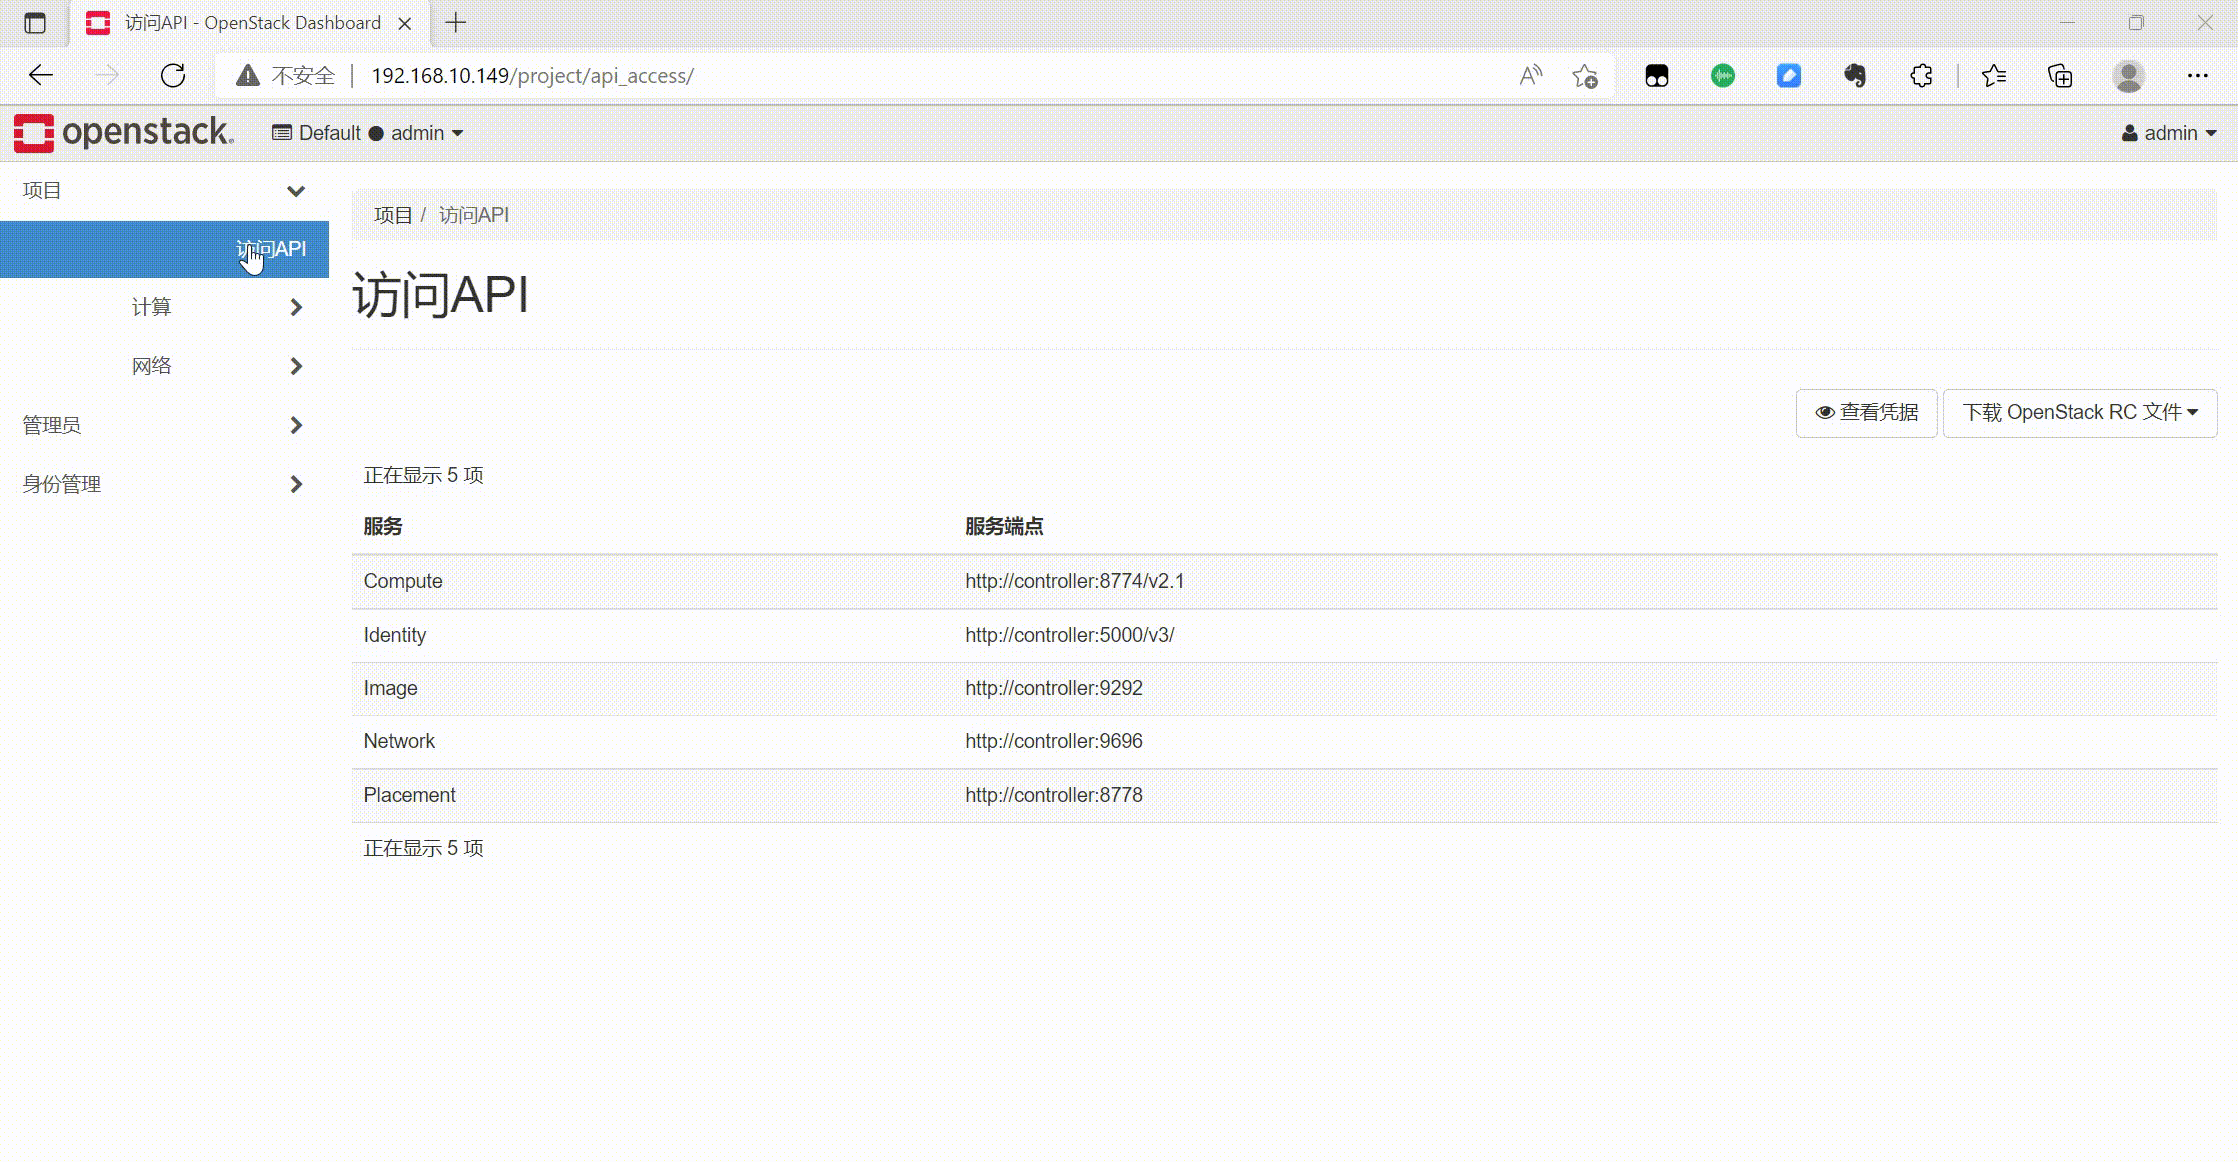 访问API - OpenStack Dashboard
不安全 192.168.10.149/project/api_access/
openstack. Default admin admin
项目
访问API
计算
网络
管理员
身份管理
项目 / 访问API
访问API
查看凭据 下载 OpenStack RC 文件
正在显示 5 项
服务 服务端点
Compute http://controller:8774/v2.1
Identity http://controller:5000/v3/
Image http://controller:9292
Network http://controller:9696
Placement http://controller:8778
正在显示 5 项